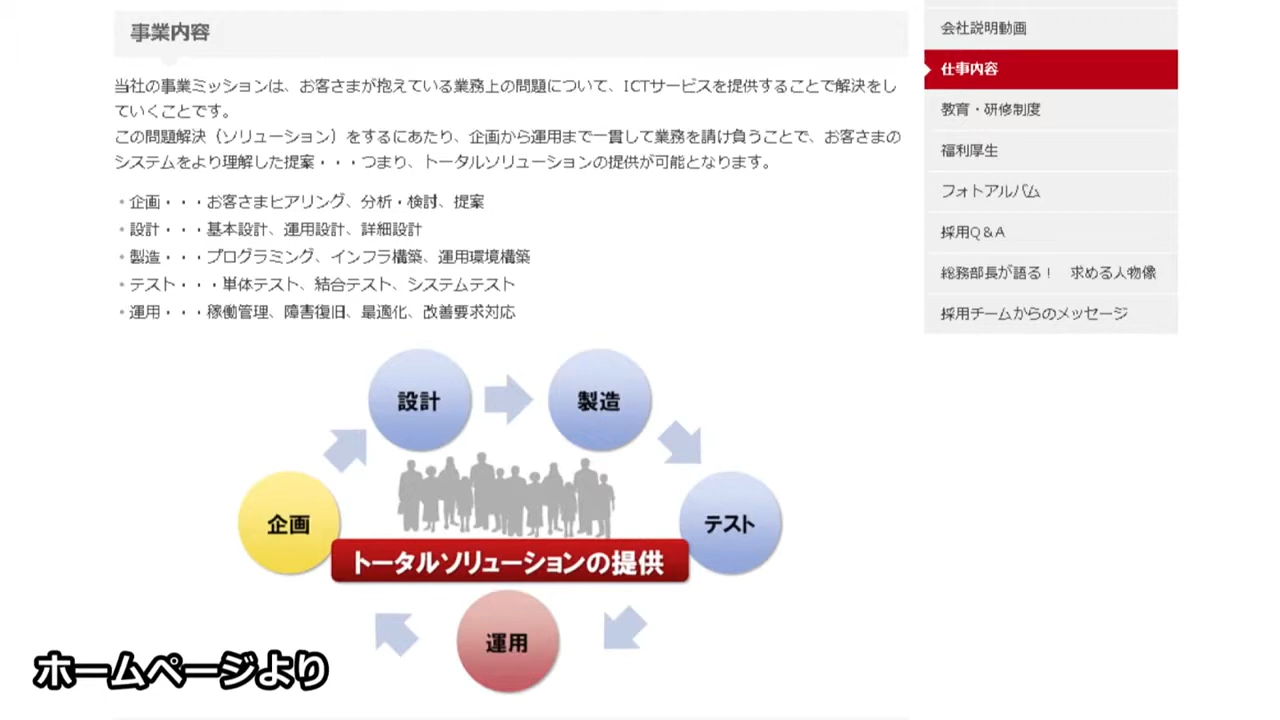 事業内容
当社の事業ミッションは、お客さまが抱えている業務上の問題について、ICTサービスを提供することで解決をし
ていくことです。
この問題解決（ソリューション）をするにあたり、企画から運用まで一貫して業務を請け負うことで、お客さまの
システムをより理解した提案・・・つまり、トータルソリューションの提供が可能となります。
・企画・・・お客さまヒアリング、分析・検討、提案
・設計・・・基本設計、運用設計、詳細設計
・製造・・・プログラミング、インフラ構築、運用環境構築
・テスト・・・単体テスト、結合テスト、システムテスト
・運用・・・稼働管理、障害復旧、最適化、改善要求対応
設計
製造
企画
テスト
トータルソリューションの提供
運用
ホームページより
会社説明動画
仕事内容
教育・研修制度
福利厚生
フォトアルバム
採用Q＆A
総務部長が語る！　求める人物像
採用チームからのメッセージ